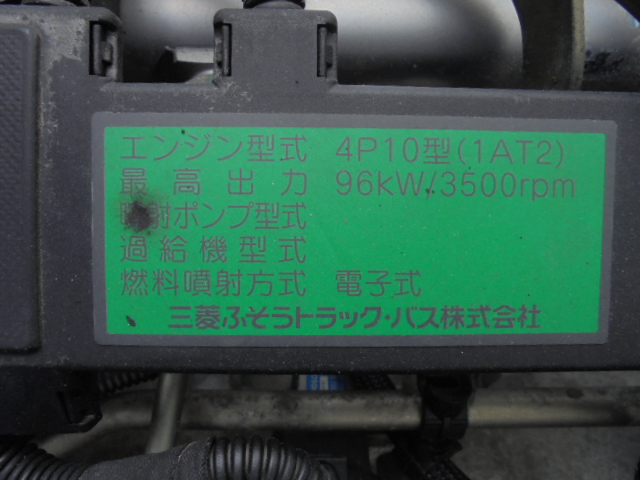 エンジン型式 4P10型(1AT2)
最高出力 96kW/3500rpm
噴射ポンプ型式
過給機型式
燃料噴射方式 電子式
三菱ふそうトラック・バス株式会社